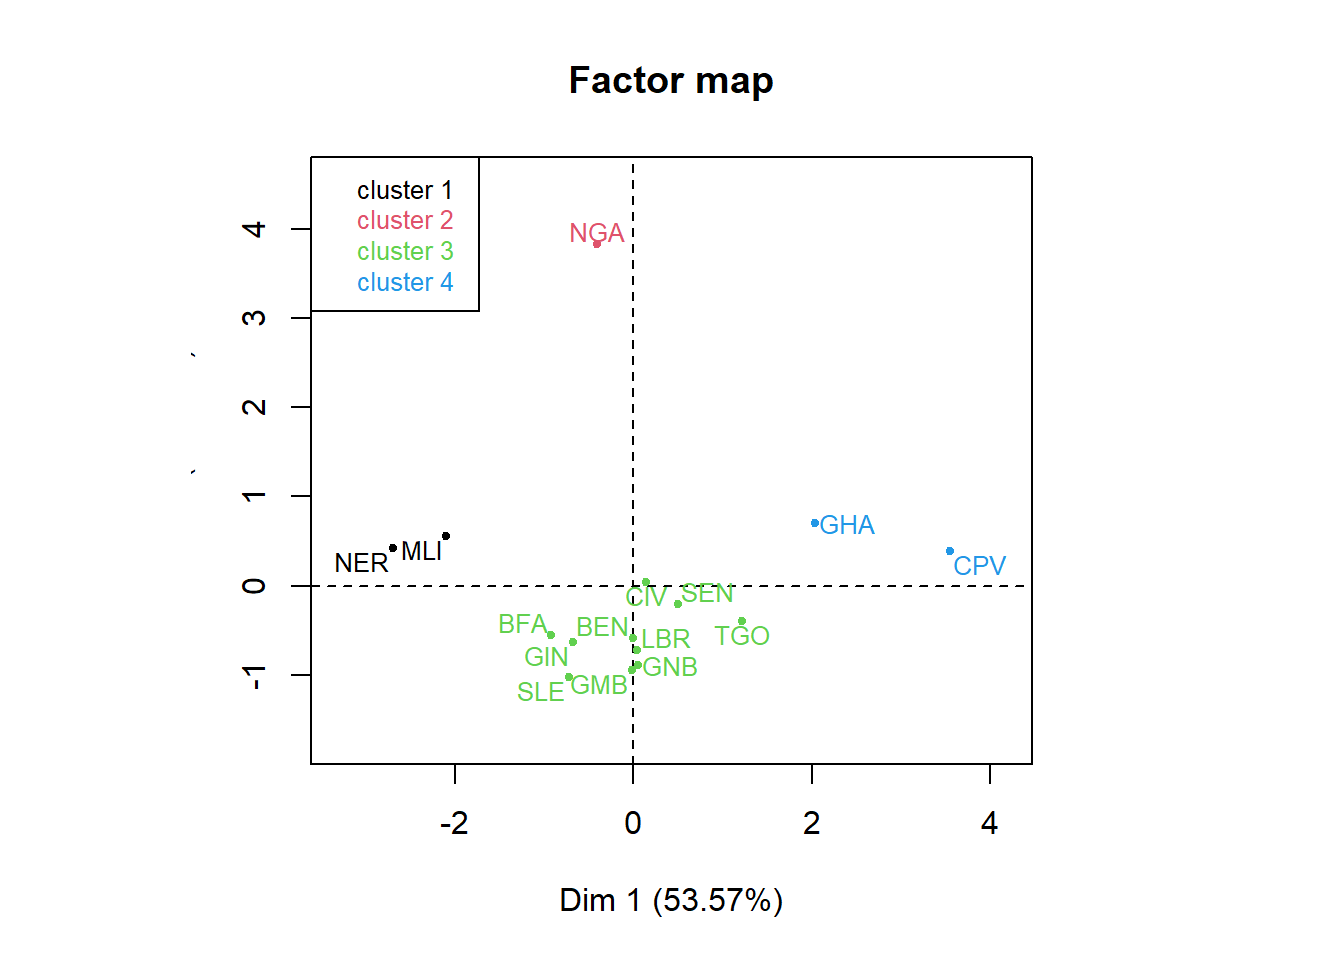 Factor map
cluster 1
cluster 2
cluster 3
cluster 4
NGA
GHA
CPV
NER
MLI
CIV
SEN
BFA
BEN
LBR
TGO
GIN
GNB
SLE
GMB
4
3
2
1
0
-1
-2 0 2 4
Dim 1 (53.57%)